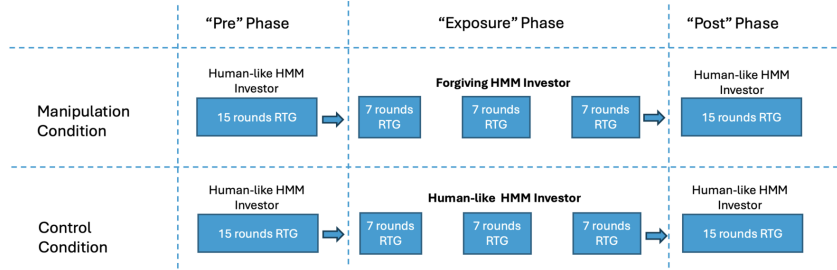 “Pre” Phase
“Exposure” Phase
“Post” Phase
Manipulation
Condition
Human-like HMM
Investor
15 rounds RTG
Forgiving HMM Investor
7 rounds
RTG
7 rounds
RTG
7 rounds
RTG
Human-like HMM
Investor
15 rounds RTG
Control
Condition
Human-like HMM
Investor
15 rounds RTG
Human-like HMM Investor
7 rounds
RTG
7 rounds
RTG
7 rounds
RTG
Human-like HMM
Investor
15 rounds RTG